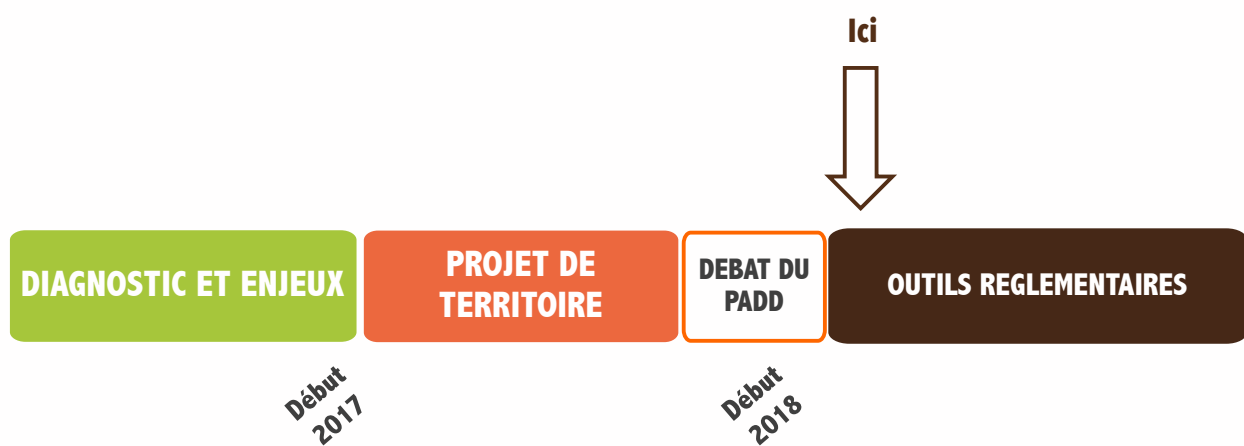 Ici
DIAGNOSTIC ET ENJEUX
PROJET DE
TERRITOIRE
DEBAT DU
PADD
OUTILS REGLEMENTAIRES
Début
2017
Début
2018